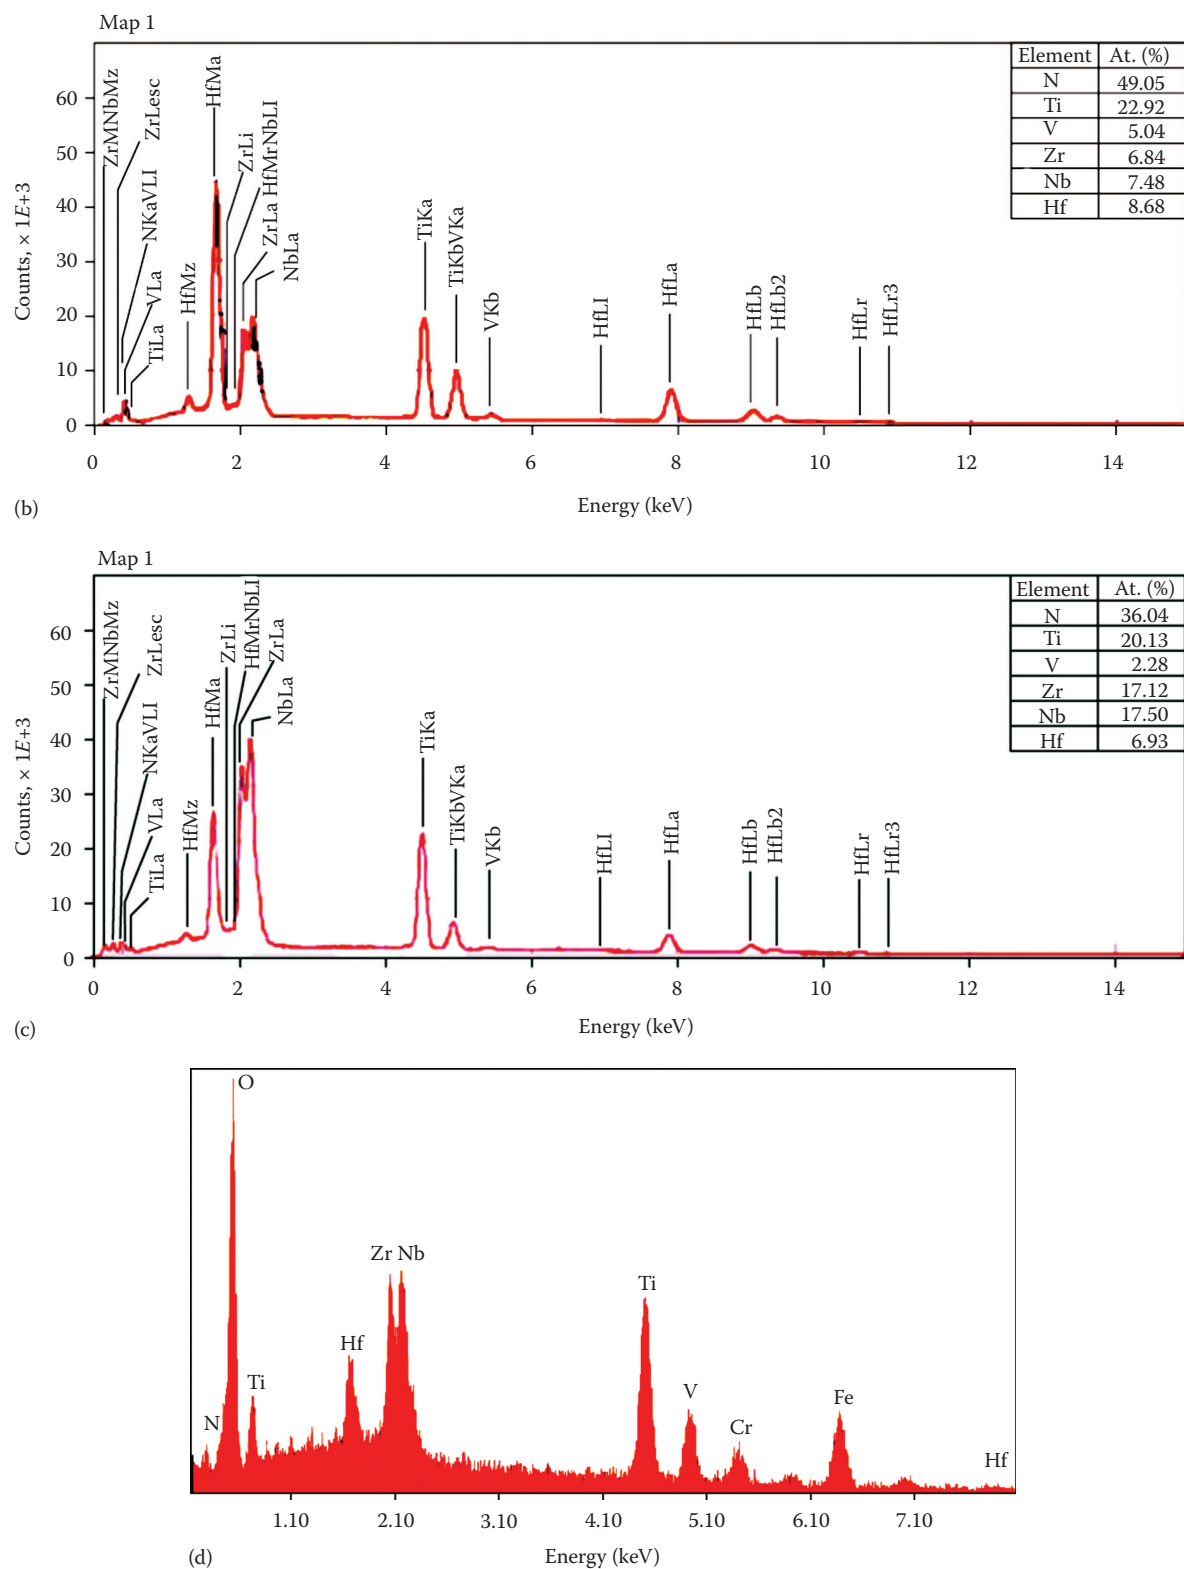 Map 1
Element At. (%)
N 49.05
Ti 22.92
V 5.04
Zr 6.84
Nb 7.48
Hf 8.68
Counts, × 1E+3
60
50
40
30
20
10
0
ZrMNbMz
ZrLesc
NKaVLI
VLa
TiLa
HfMz
HfMa
ZrLi
HfMrNbLI
ZrLa
NbLa
TiKa
TiKbVKa
VKb
HfLI
HfLa
HfLb
HfLb2
HfLr
HfLr3
0 2 4 6 8 10 12 14
Energy (keV)
(b)
Map 1
Element At. (%)
N 36.04
Ti 20.13
V 2.28
Zr 17.12
Nb 17.50
Hf 6.93
Counts, × 1E+3
60
50
40
30
20
10
0
ZrMNbMz
ZrLesc
NKaVLI
VLa
TiLa
HfMz
HfMa
ZrLi
HfMrNbLI
ZrLa
NbLa
TiKa
TiKbVKa
VKb
HfLI
HfLa
HfLb
HfLb2
HfLr
HfLr3
0 2 4 6 8 10 12 14
Energy (keV)
(c)
O
Zr Nb
Ti
Hf
Ti
V
Fe
N
Cr
Hf
1.10 2.10 3.10 4.10 5.10 6.10 7.10
Energy (keV)
(d)